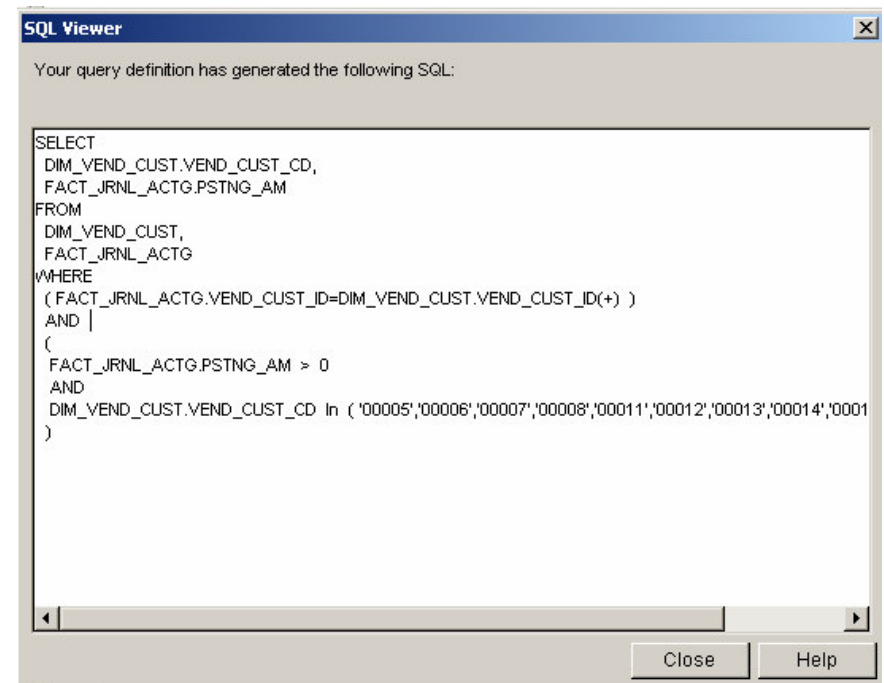 SQL Viewer
Your query definition has generated the following SQL:
SELECT
DIM_VEND_CUST.VEND_CUST_CD,
FACT_JRNL_ACTG.PSTNG_AM
FROM
DIM_VEND_CUST,
FACT_JRNL_ACTG
WHERE
( FACT_JRNL_ACTG.VEND_CUST_ID=DIM_VEND_CUST.VEND_CUST_ID(+) )
AND
(
FACT_JRNL_ACTG.PSTNG_AM > 0
AND
DIM_VEND_CUST.VEND_CUST_CD In ( '00005','00006','00007','00008','00011','00012','00013','00014','0001
)
Close Help